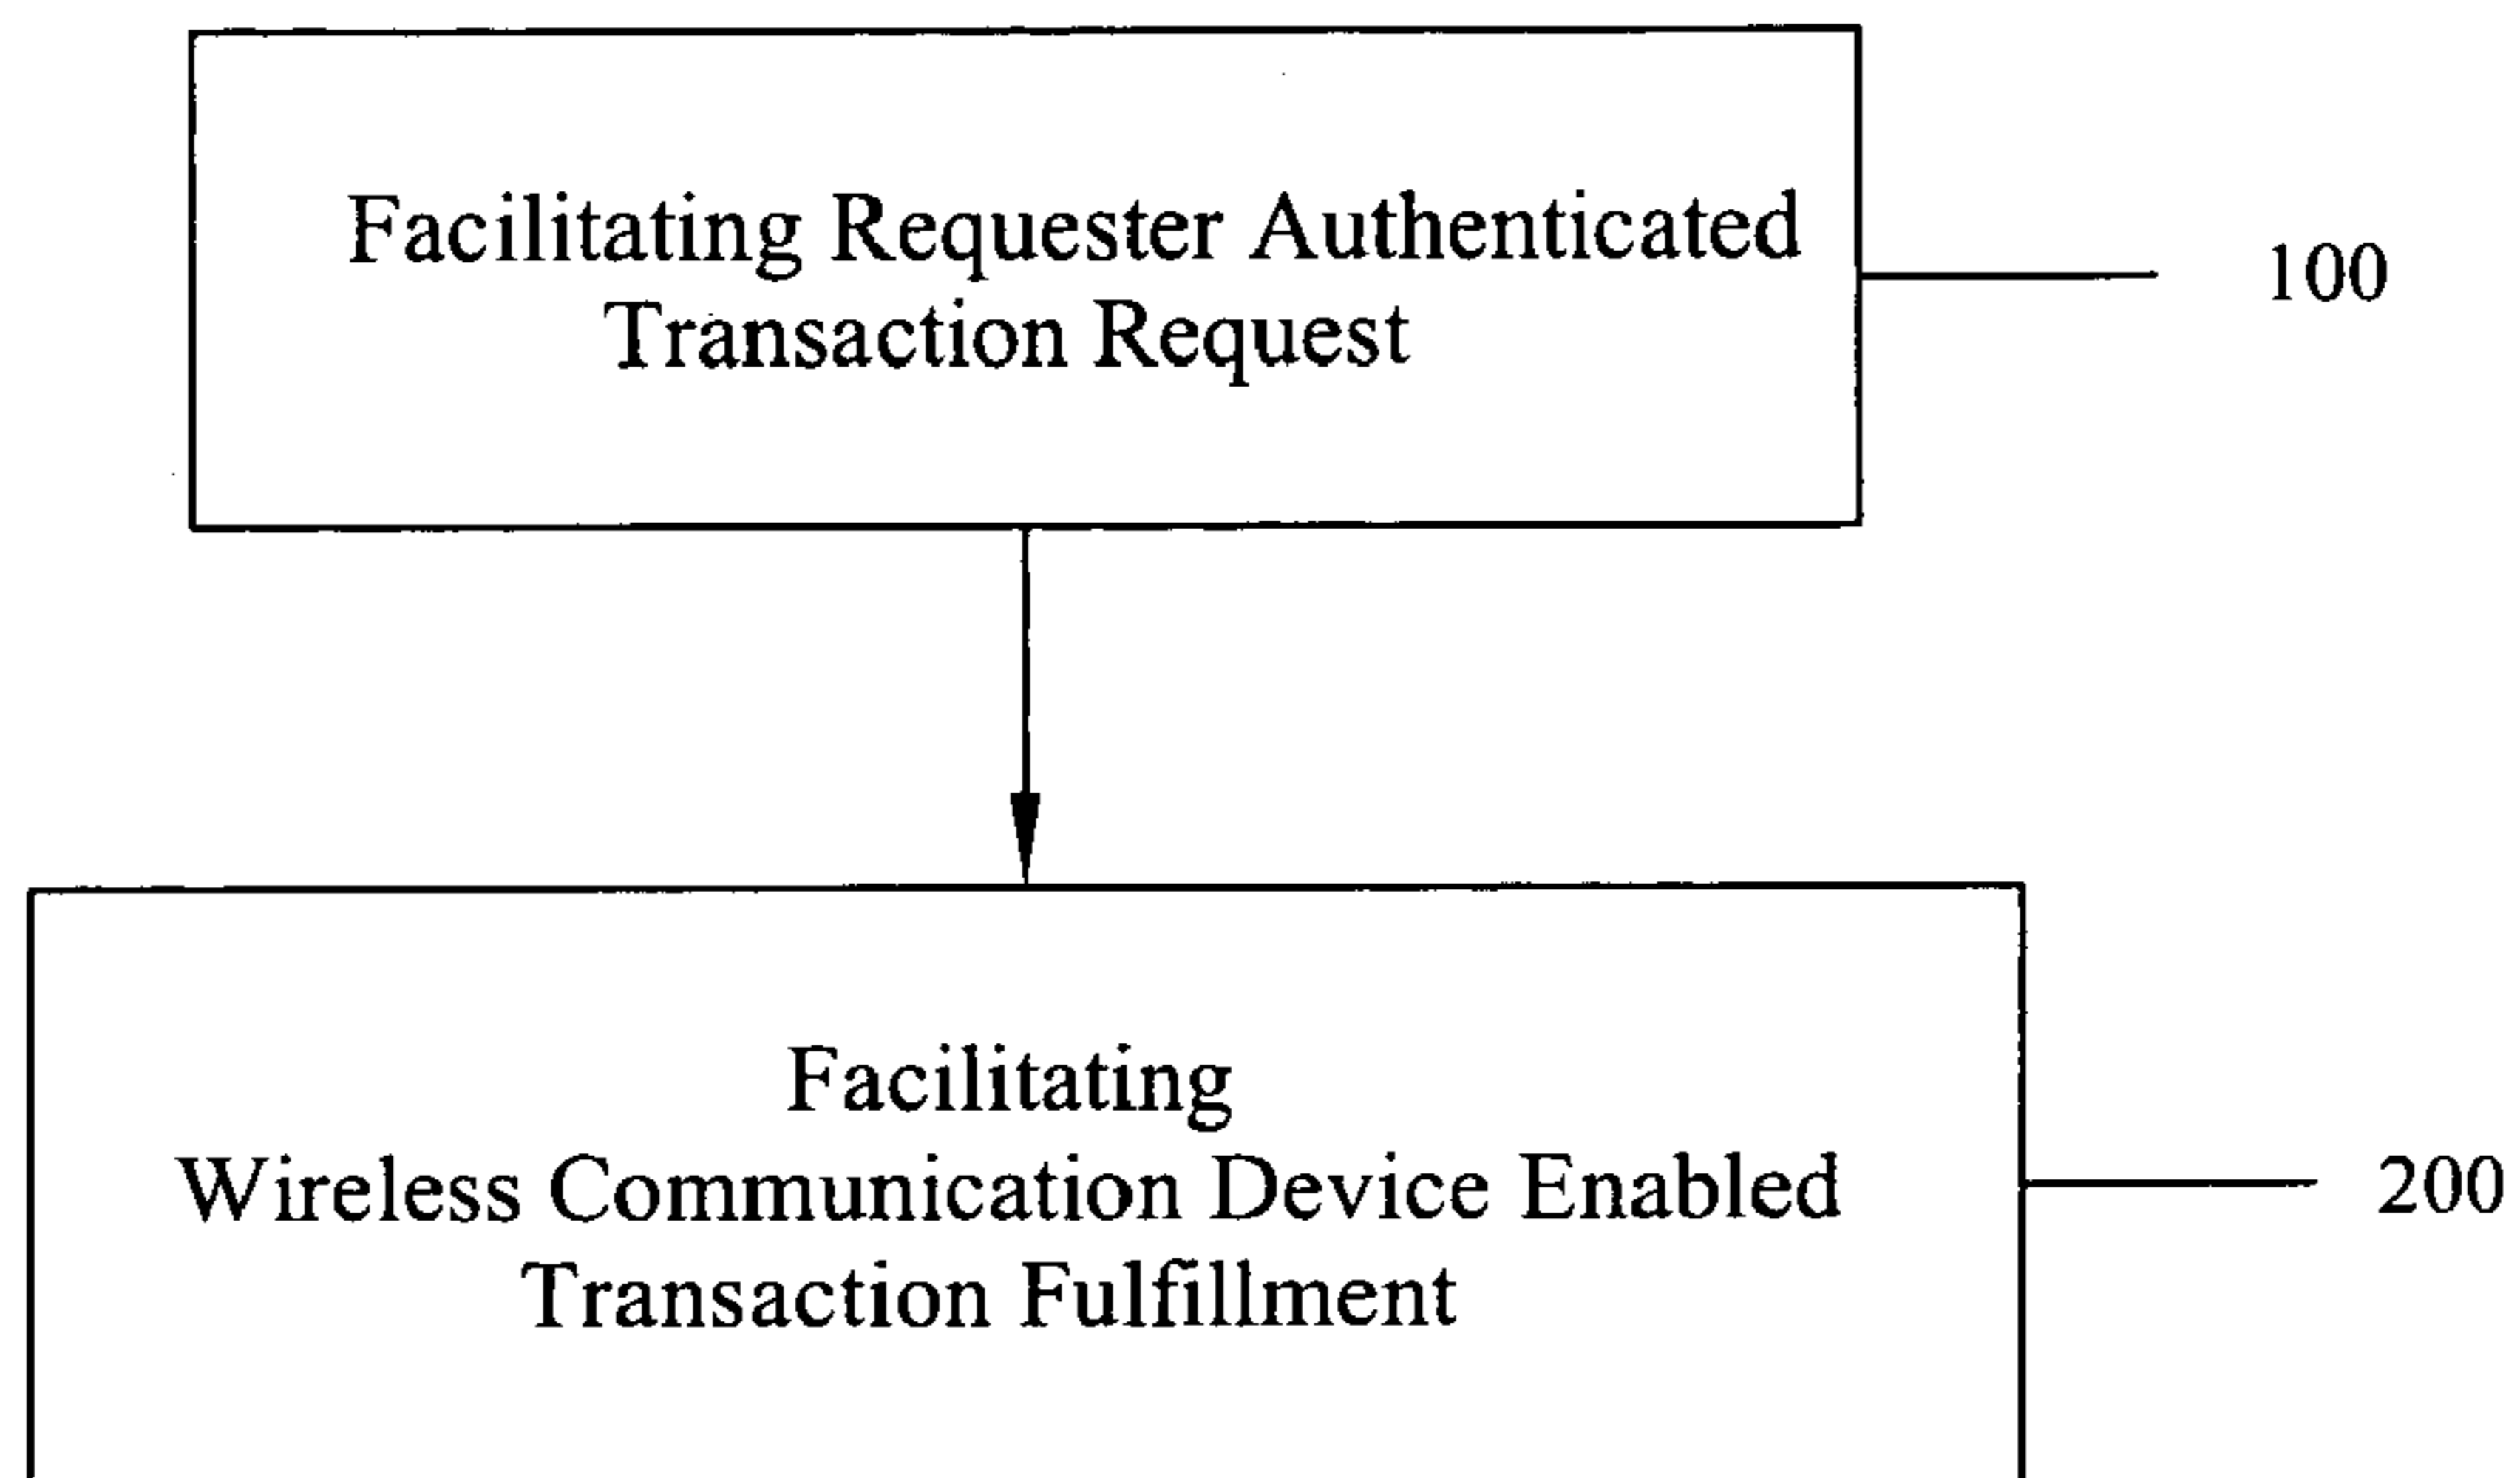 Facilitating Requester Authenticated
Transaction Request
100
Facilitating
Wireless Communication Device Enabled
Transaction Fulfillment
200